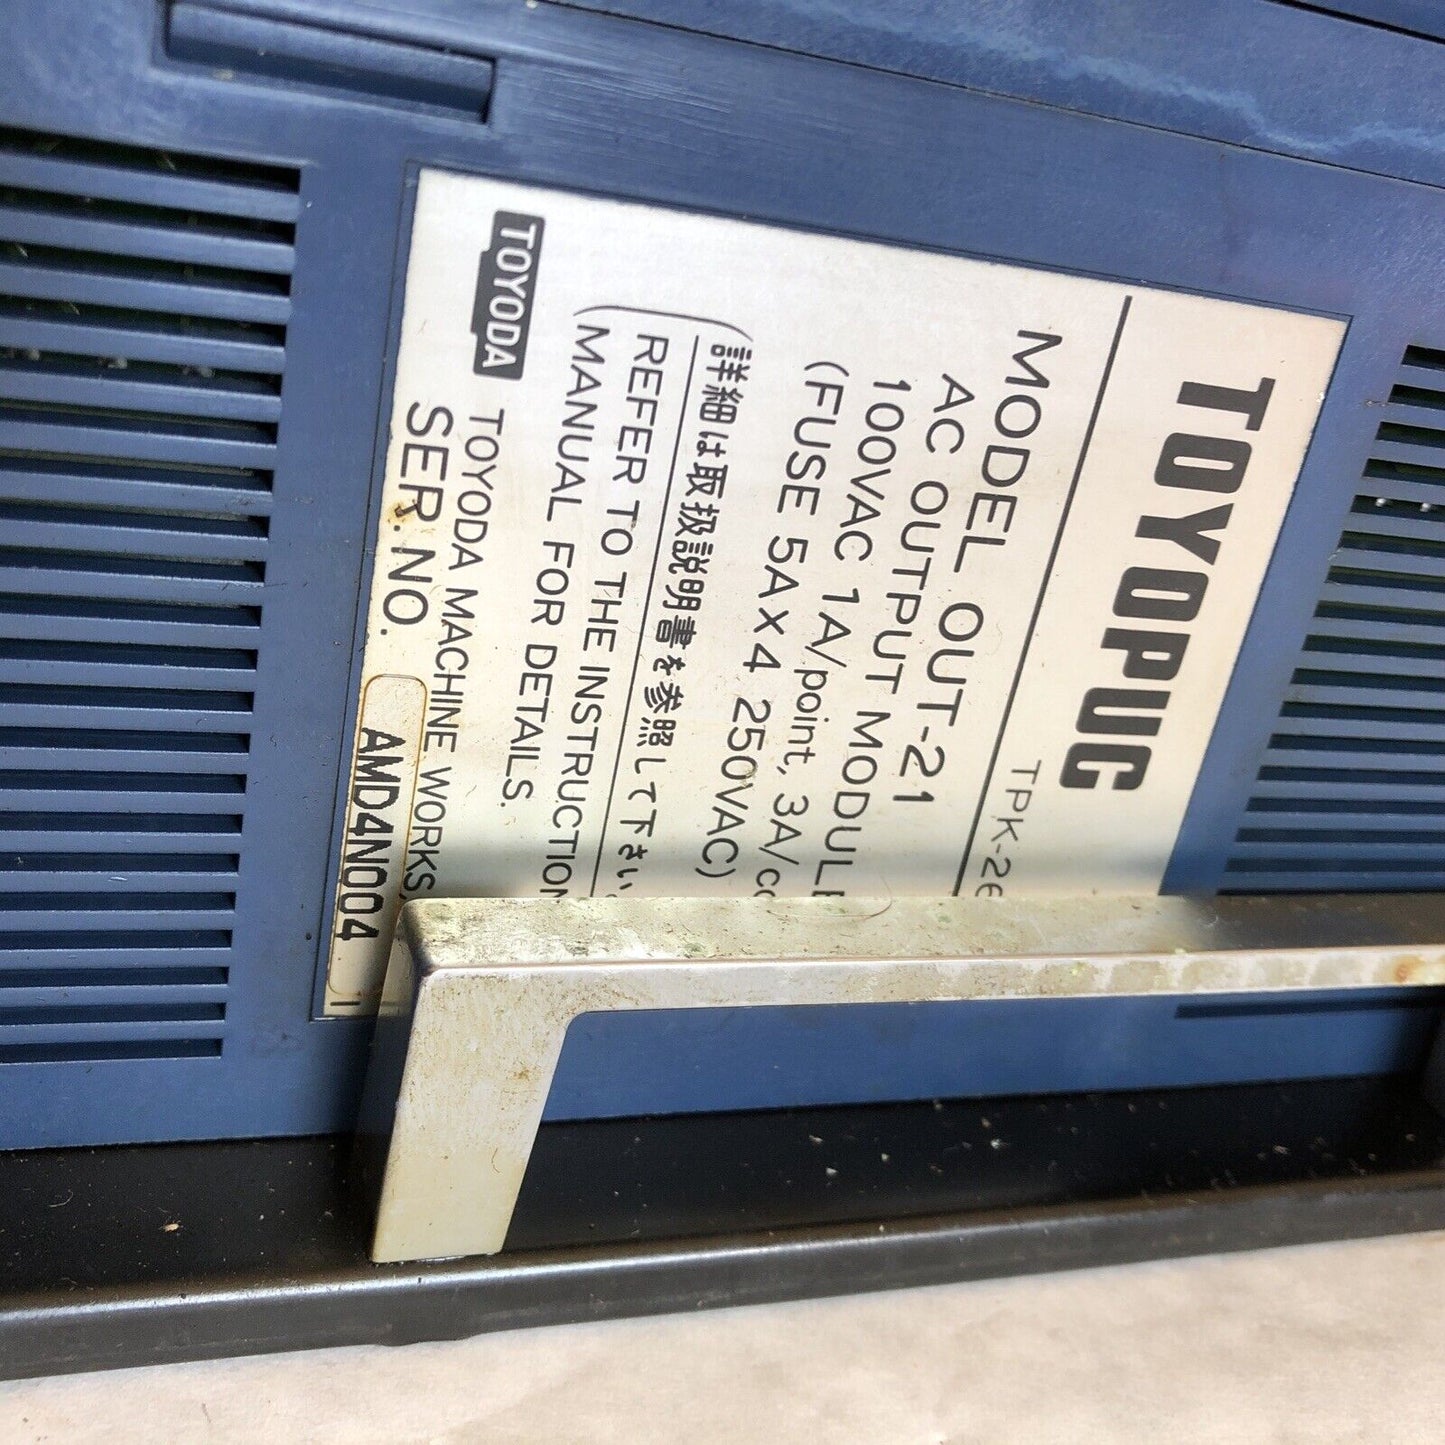 TOYOPUC
TPK-26
MODEL OUT-21
AC OUTPUT MODULE
100VAC 1A/point, 3A/co
(FUSE 5A×4 250VAC)
(詳細は取扱説明書を参照して下さい。
REFER TO THE INSTRUCTION
MANUAL FOR DETAILS.
TOYODA TOYODA MACHINE WORKS,
SER. NO. AMD4N004